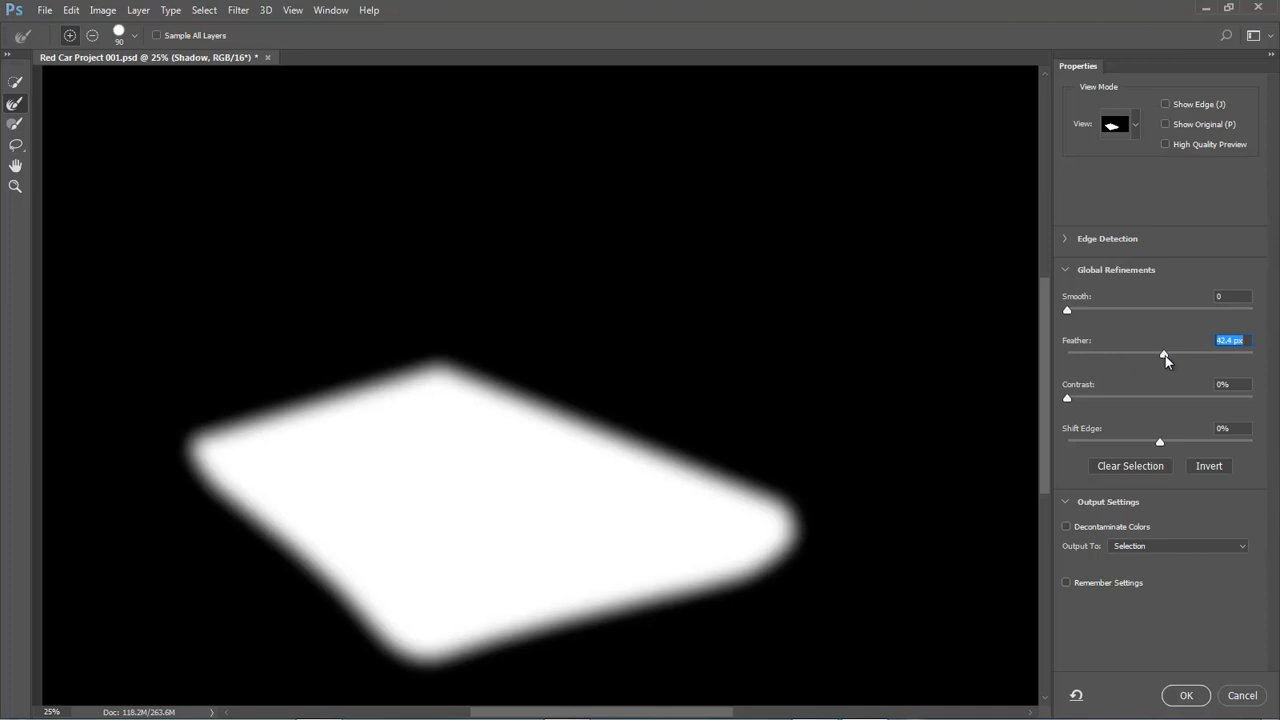 Ps File Edit Image Layer Type Select Filter 3D View Window Help
90 Sample All Layers
Red Car Project 001.psd @ 25% (Shadow, RGB/16*) *
Properties
View Mode
Show Edge (J)
View: Show Original (P)
High Quality Preview
Edge Detection
Global Refinements
Smooth: 0
Feather: 42.4 px
Contrast: 0%
Shift Edge: 0%
Clear Selection Invert
Output Settings
Decontaminate Colors
Output To: Selection
Remember Settings
OK Cancel
25% Doc: 118.2M/263.6M